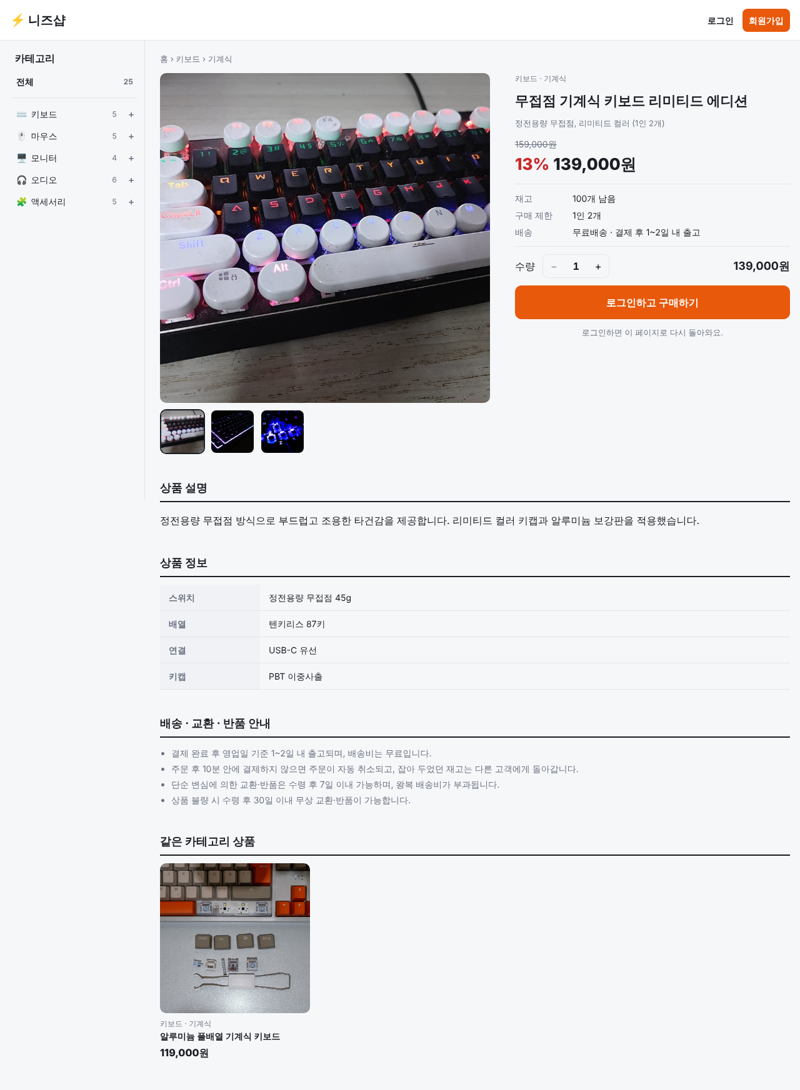 ⚡ 니즈샵
로그인
회원가입
카테고리
전체 25
⌨️ 키보드 5 +
🖱️ 마우스 5 +
🖥️ 모니터 4 +
🎧 오디오 6 +
🧩 액세서리 5 +
홈 › 키보드 › 기계식
Tab Q W E R T Y U
A S D F G H J K
Shift
Ctrl
Alt
키보드 · 기계식
무접점 기계식 키보드 리미티드 에디션
정전용량 무접점, 리미티드 컬러 (1인 2개)
159,000원
13% 139,000원
재고 100개 남음
구매 제한 1인 2개
배송 무료배송 · 결제 후 1~2일 내 출고
수량 − 1 + 139,000원
로그인하고 구매하기
로그인하면 이 페이지로 다시 돌아와요.
상품 설명
정전용량 무접점 방식으로 부드럽고 조용한 타건감을 제공합니다. 리미티드 컬러 키캡과 알루미늄 보강판을 적용했습니다.
상품 정보
스위치 정전용량 무접점 45g
배열 텐키리스 87키
연결 USB-C 유선
키캡 PBT 이중사출
배송 · 교환 · 반품 안내
• 결제 완료 후 영업일 기준 1~2일 내 출고되며, 배송비는 무료입니다.
• 주문 후 10분 안에 결제하지 않으면 주문이 자동 취소되고, 잡아 두었던 재고는 다른 고객에게 돌아갑니다.
• 단순 변심에 의한 교환·반품은 수령 후 7일 이내 가능하며, 왕복 배송비가 부과됩니다.
• 상품 불량 시 수령 후 30일 이내 무상 교환·반품이 가능합니다.
같은 카테고리 상품
키보드 · 기계식
알루미늄 풀배열 기계식 키보드
119,000원